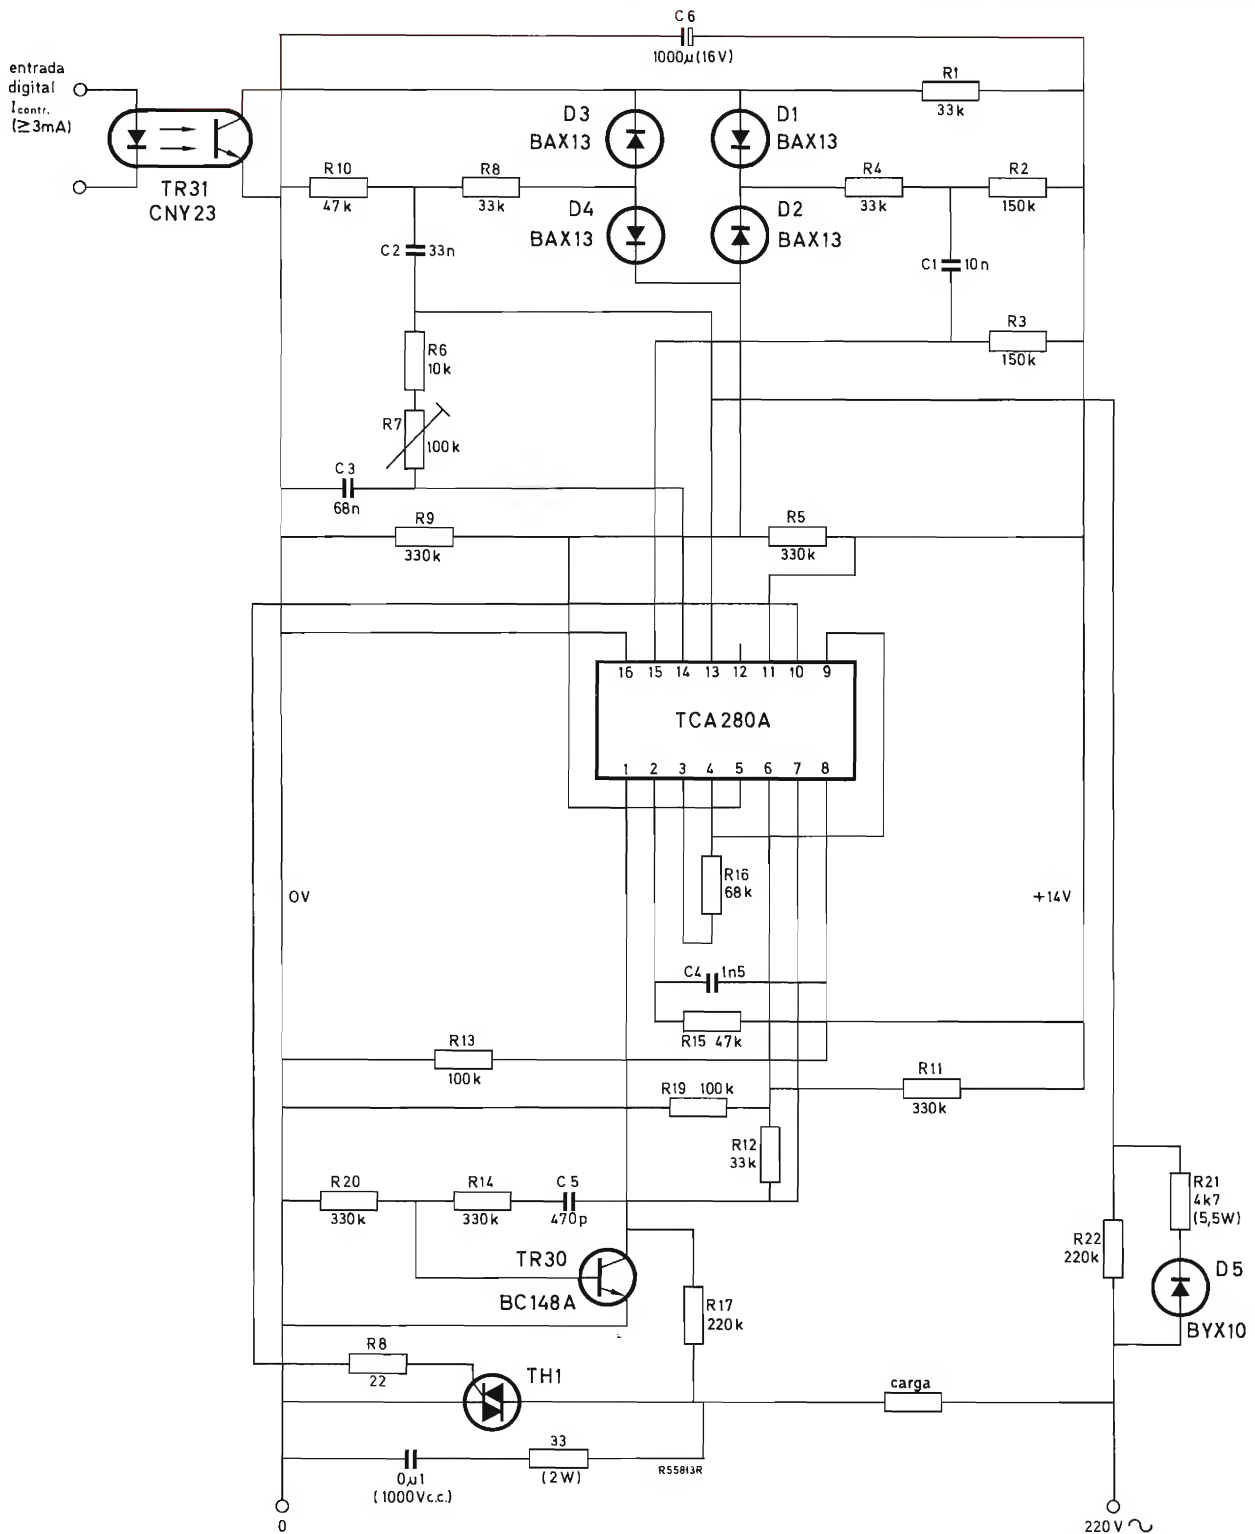 C6
1000µ(16V)
entrada
digital
Icontr.
(≥3mA)
TR31
CNY23
R1
33k
D3
BAX13
D1
BAX13
R10
47k
R8
33k
D4
BAX13
D2
BAX13
R4
33k
R2
150k
C2 33n
C1 10n
R3
150k
R6
10k
R7
100k
C3
68n
R9
330k
R5
330k
16 15 14 13 12 11 10 9
TCA280A
1 2 3 4 5 6 7 8
R16
68k
0V
+14V
C4 1n5
R15 47k
R13
100k
R19 100k
R11
330k
R12
33k
R20
330k
R14
330k
C5
470p
R21
4k7
(5,5W)
R22
220k
D5
BYX10
TR30
BC148A
R17
220k
R8
22
TH1
carga
33
(2W)
0µ1
(1000Vc.c.)
R55813R
0
220V ~